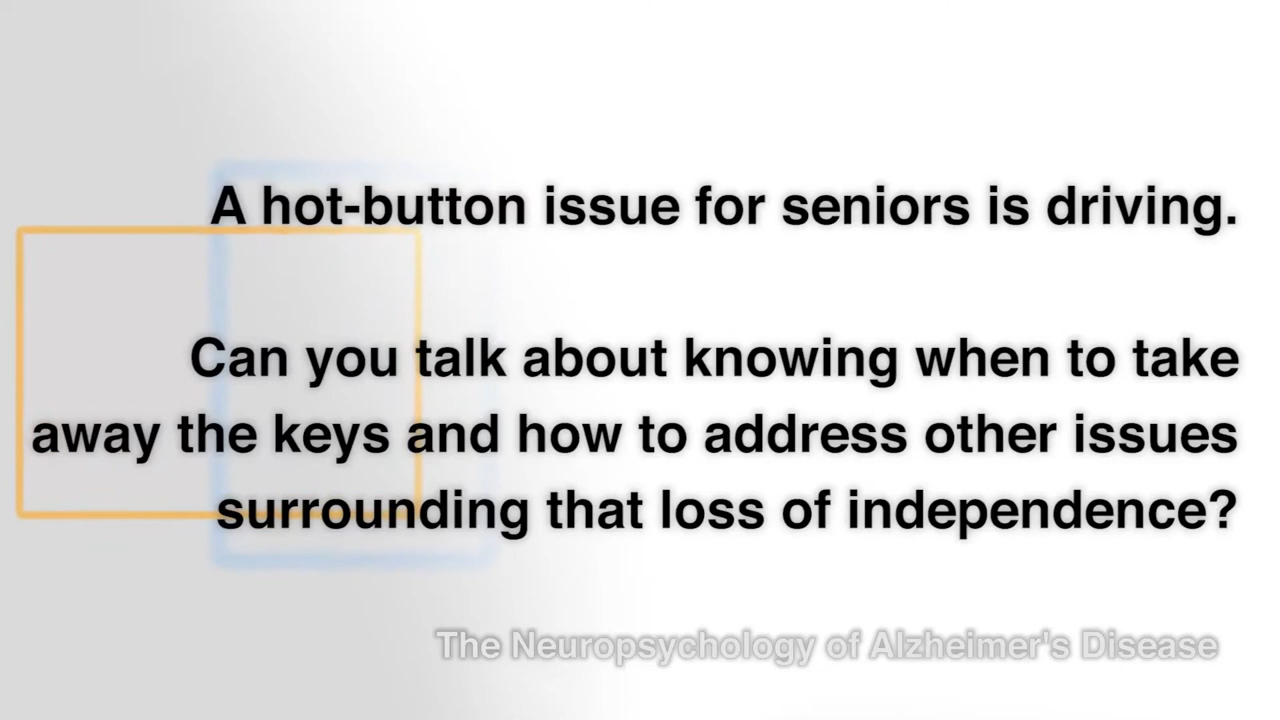 A hot-button issue for seniors is driving.
Can you talk about knowing when to take
away the keys and how to address other issues
surrounding that loss of independence?
The Neuropsychology of Alzheimer's Disease